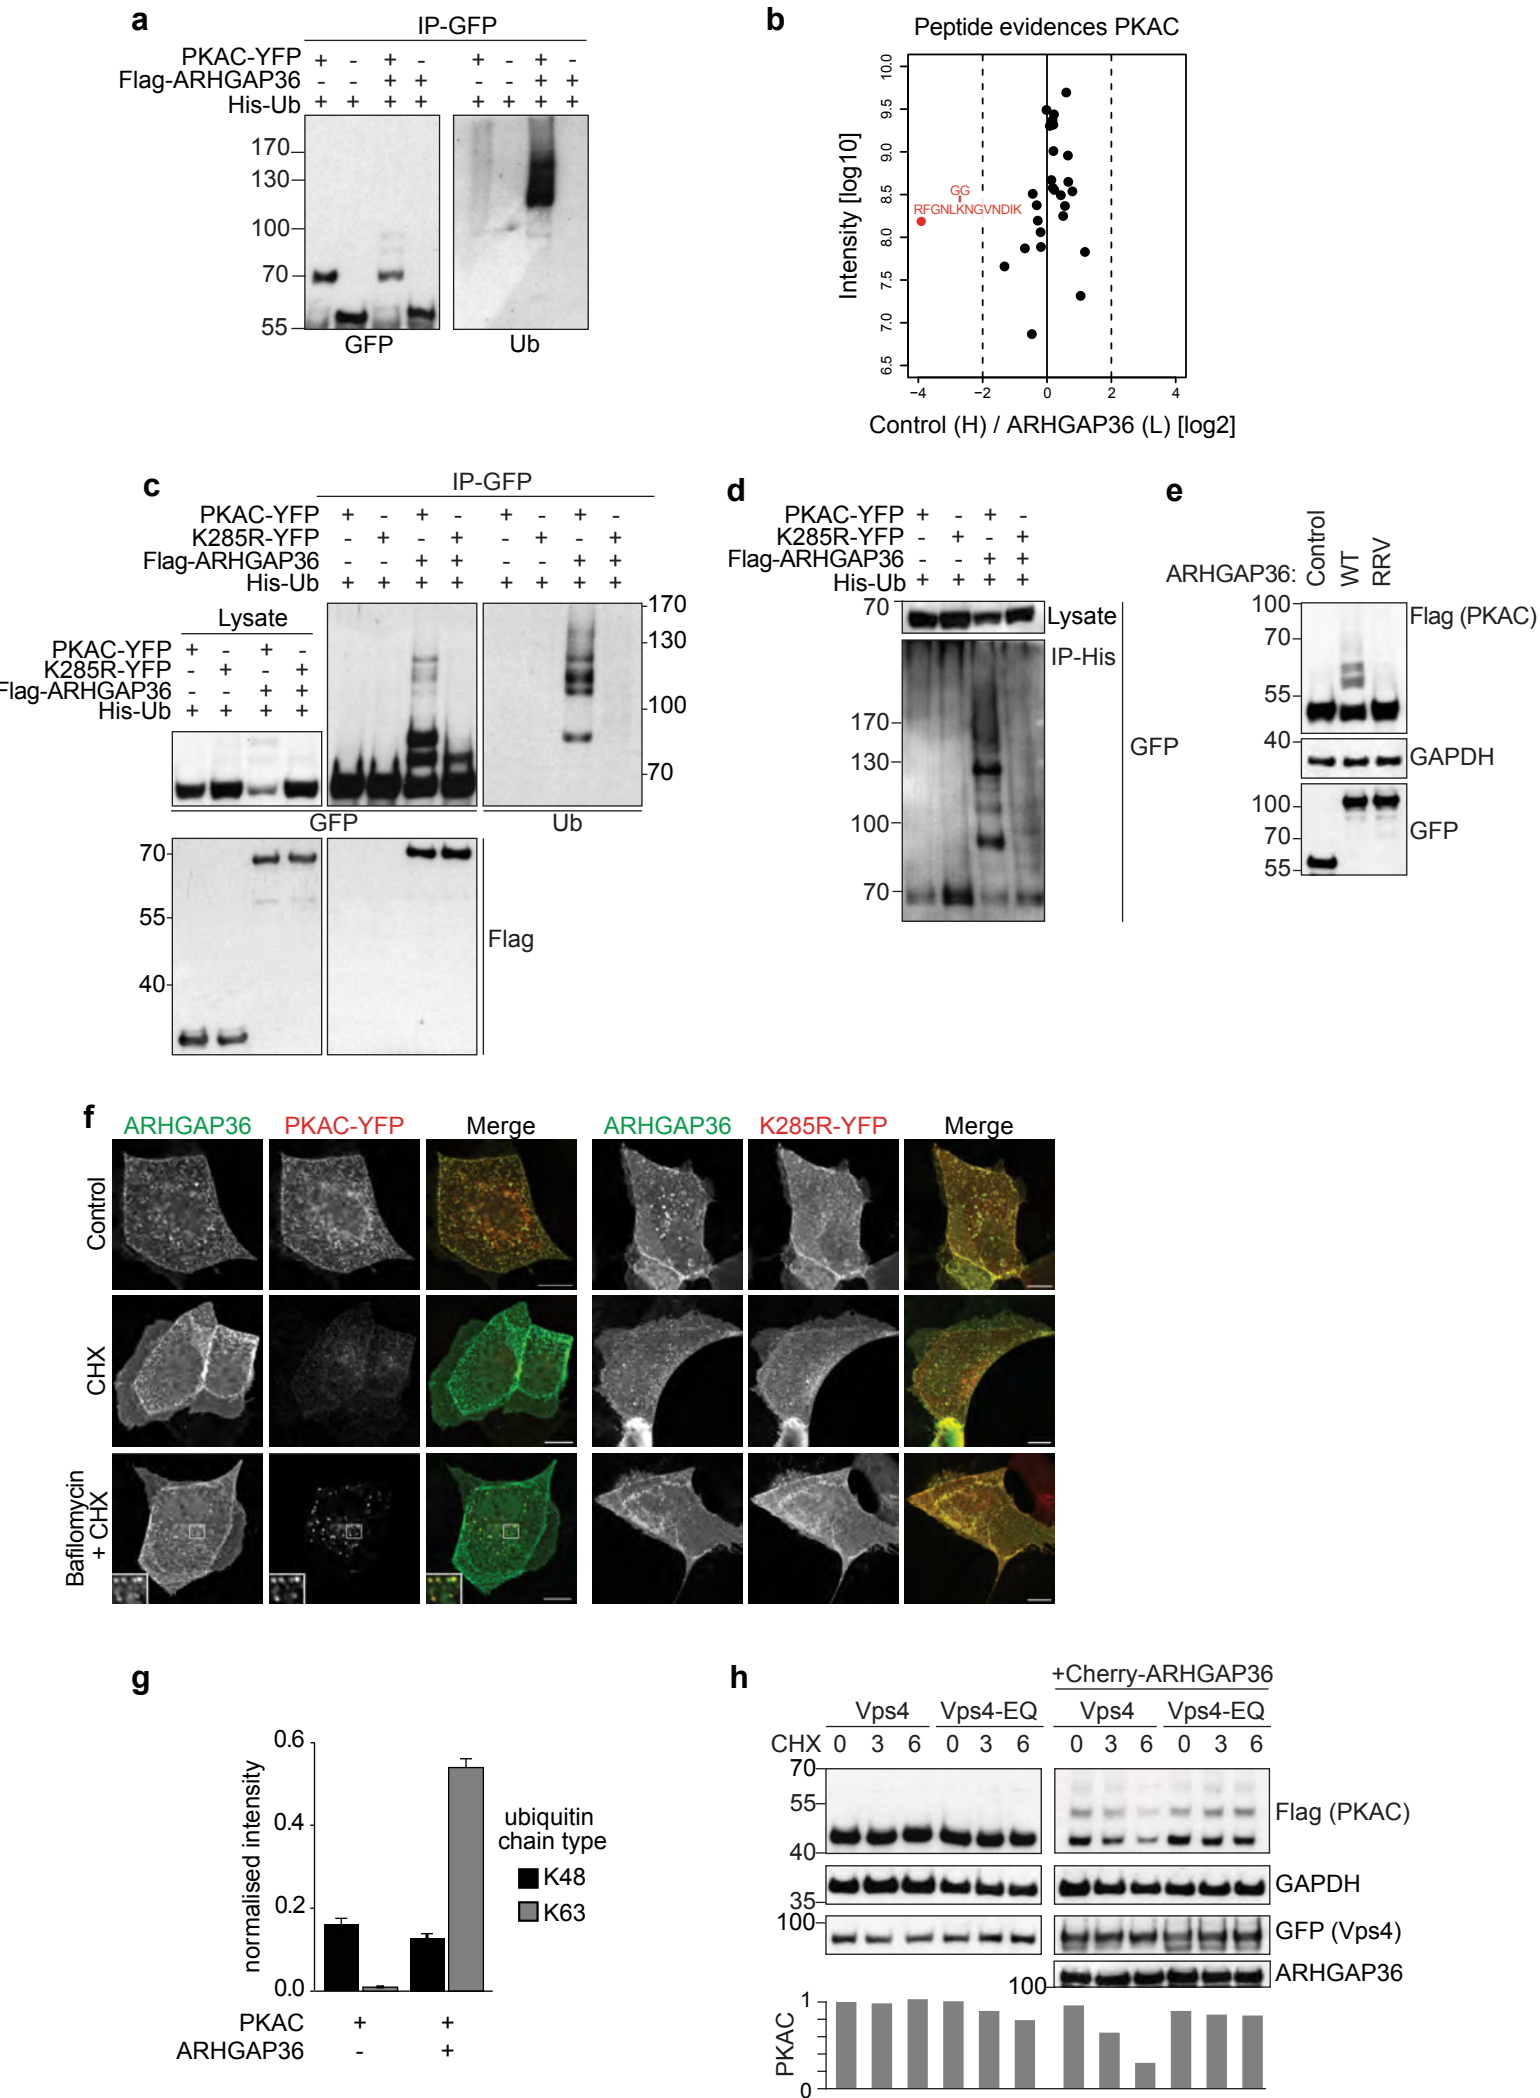 a
IP-GFP
PKAC-YFP + - + - + - + -
Flag-ARHGAP36 - - + + - - + +
His-Ub + + + + + + + +
170
130
100
70
55
GFP
Ub
b
Peptide evidences PKAC
Intensity [log10]
10.0
9.5
9.0
8.5
8.0
7.5
7.0
6.5
GG
RFGNLKNGVNDIK
−4 −2 0 2 4
Control (H) / ARHGAP36 (L) [log2]
c
IP-GFP
PKAC-YFP + - + - + - + -
K285R-YFP - + - + - + - +
Flag-ARHGAP36 - - + + - - + +
His-Ub + + + + + + + +
Lysate
PKAC-YFP + - + -
K285R-YFP - + - +
Flag-ARHGAP36 - - + +
His-Ub + + + +
170
130
100
70
GFP
Ub
70
55
40
Flag
d
PKAC-YFP + - + -
K285R-YFP - + - +
Flag-ARHGAP36 - - + +
His-Ub + + + +
70
Lysate
IP-His
170
130
100
70
GFP
e
ARHGAP36: Control WT RRV
100
70
55
40
Flag (PKAC)
GAPDH
100
70
55
GFP
f
ARHGAP36 PKAC-YFP Merge ARHGAP36 K285R-YFP Merge
Control
CHX
Bafilomycin
+ CHX
g
normalised intensity
0.6
0.4
0.2
0.0
ubiquitin
chain type
K48
K63
PKAC + +
ARHGAP36 - +
h
+Cherry-ARHGAP36
Vps4 Vps4-EQ Vps4 Vps4-EQ
CHX 0 3 6 0 3 6 0 3 6 0 3 6
70
55
40
Flag (PKAC)
35
GAPDH
100
GFP (Vps4)
100
ARHGAP36
PKAC
1
0